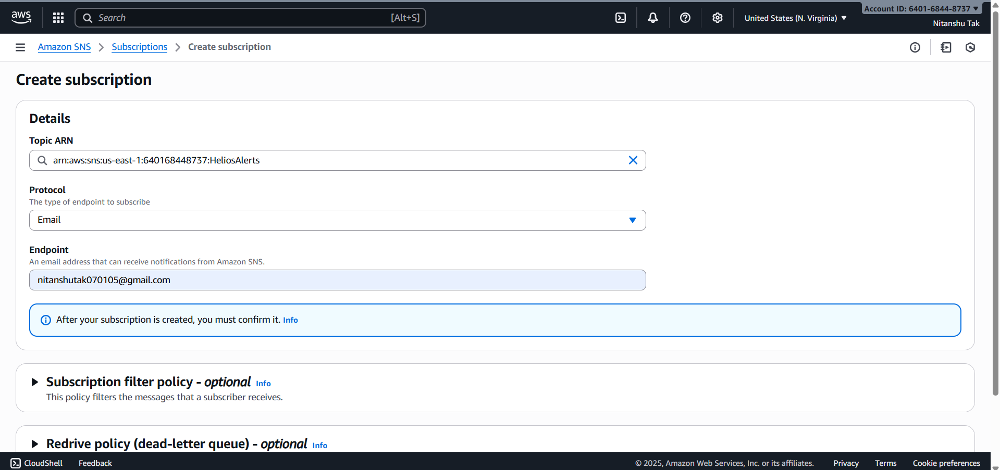 aws
Search [Alt+S]
United States (N. Virginia)
Account ID: 6401-6844-8737
Nitanshu Tak
Amazon SNS
Subscriptions
Create subscription
Create subscription
Details
Topic ARN
arn:aws:sns:us-east-1:640168448737:HeliosAlerts
Protocol
The type of endpoint to subscribe
Email
Endpoint
An email address that can receive notifications from Amazon SNS.
nitanshutak070105@gmail.com
After your subscription is created, you must confirm it. Info
Subscription filter policy - optional Info
This policy filters the messages that a subscriber receives.
Redrive policy (dead-letter queue) - optional Info
CloudShell
Feedback
© 2025, Amazon Web Services, Inc. or its affiliates.
Privacy
Terms
Cookie preferences